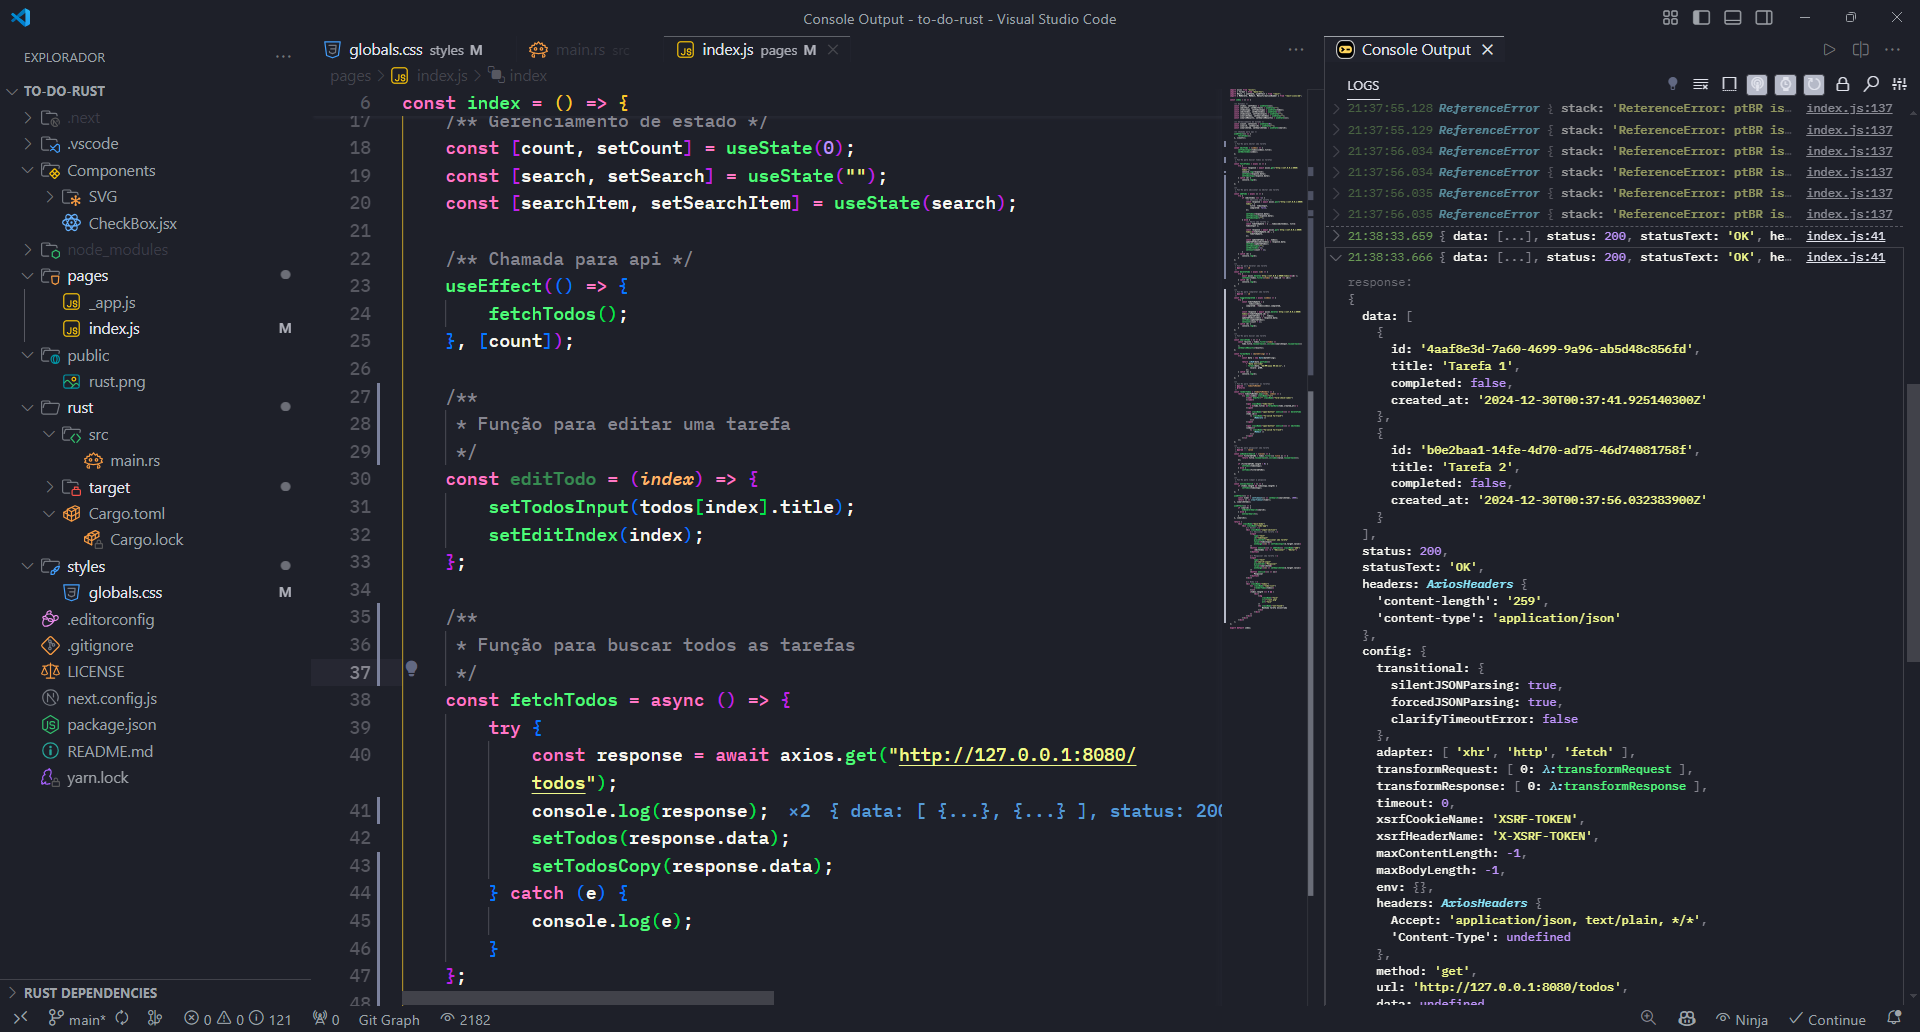 Console Output - to-do-rust - Visual Studio Code
EXPLORADOR
TO-DO-RUST
.next
.vscode
Components
SVG
CheckBox.jsx
node_modules
pages
_app.js
index.js M
public
rust.png
rust
src
main.rs
target
Cargo.toml
Cargo.lock
styles
globals.css M
.editorconfig
.gitignore
LICENSE
next.config.js
package.json
README.md
yarn.lock
RUST DEPENDENCIES
globals.css styles M
main.rs src
index.js pages M
pages > index.js > index
6 const index = () => {
17 /** Gerenciamento de estado */
18 const [count, setCount] = useState(0);
19 const [search, setSearch] = useState("");
20 const [searchItem, setSearchItem] = useState(search);
21
22 /** Chamada para api */
23 useEffect(() => {
24 fetchTodos();
25 }, [count]);
26
27 /**
28 * Função para editar uma tarefa
29 */
30 const editTodo = (index) => {
31 setTodosInput(todos[index].title);
32 setEditIndex(index);
33 };
34
35 /**
36 * Função para buscar todos as tarefas
37 */
38 const fetchTodos = async () => {
39 try {
40 const response = await axios.get("http://127.0.0.1:8080/
todos");
41 console.log(response); ×2 { data: [ {...}, {...} ], status: 200
42 setTodos(response.data);
43 setTodosCopy(response.data);
44 } catch (e) {
45 console.log(e);
46 }
47 };
48
Console Output
LOGS
21:37:55.128 ReferenceError { stack: 'ReferenceError: ptBR is… index.js:137
21:37:55.129 ReferenceError { stack: 'ReferenceError: ptBR is… index.js:137
21:37:56.034 ReferenceError { stack: 'ReferenceError: ptBR is… index.js:137
21:37:56.034 ReferenceError { stack: 'ReferenceError: ptBR is… index.js:137
21:37:56.035 ReferenceError { stack: 'ReferenceError: ptBR is… index.js:137
21:37:56.035 ReferenceError { stack: 'ReferenceError: ptBR is… index.js:137
21:38:33.659 { data: [...], status: 200, statusText: 'OK', he… index.js:41
21:38:33.666 { data: [...], status: 200, statusText: 'OK', he… index.js:41
response:
{
data: [
{
id: '4aaf8e3d-7a60-4699-9a96-ab5d48c856fd',
title: 'Tarefa 1',
completed: false,
created_at: '2024-12-30T00:37:41.925140300Z'
},
{
id: 'b0e2baa1-14fe-4d70-ad75-46d74081758f',
title: 'Tarefa 2',
completed: false,
created_at: '2024-12-30T00:37:56.032383900Z'
}
],
status: 200,
statusText: 'OK',
headers: AxiosHeaders {
'content-length': '259',
'content-type': 'application/json'
},
config: {
transitional: {
silentJSONParsing: true,
forcedJSONParsing: true,
clarifyTimeoutError: false
},
adapter: [ 'xhr', 'http', 'fetch' ],
transformRequest: [ 0: λ:transformRequest ],
transformResponse: [ 0: λ:transformResponse ],
timeout: 0,
xsrfCookieName: 'XSRF-TOKEN',
xsrfHeaderName: 'X-XSRF-TOKEN',
maxContentLength: -1,
maxBodyLength: -1,
env: {},
headers: AxiosHeaders {
Accept: 'application/json, text/plain, */*',
'Content-Type': undefined
},
method: 'get',
url: 'http://127.0.0.1:8080/todos',
data: undefined
main* 0 0 121 0 Git Graph 2182 Ninja Continue